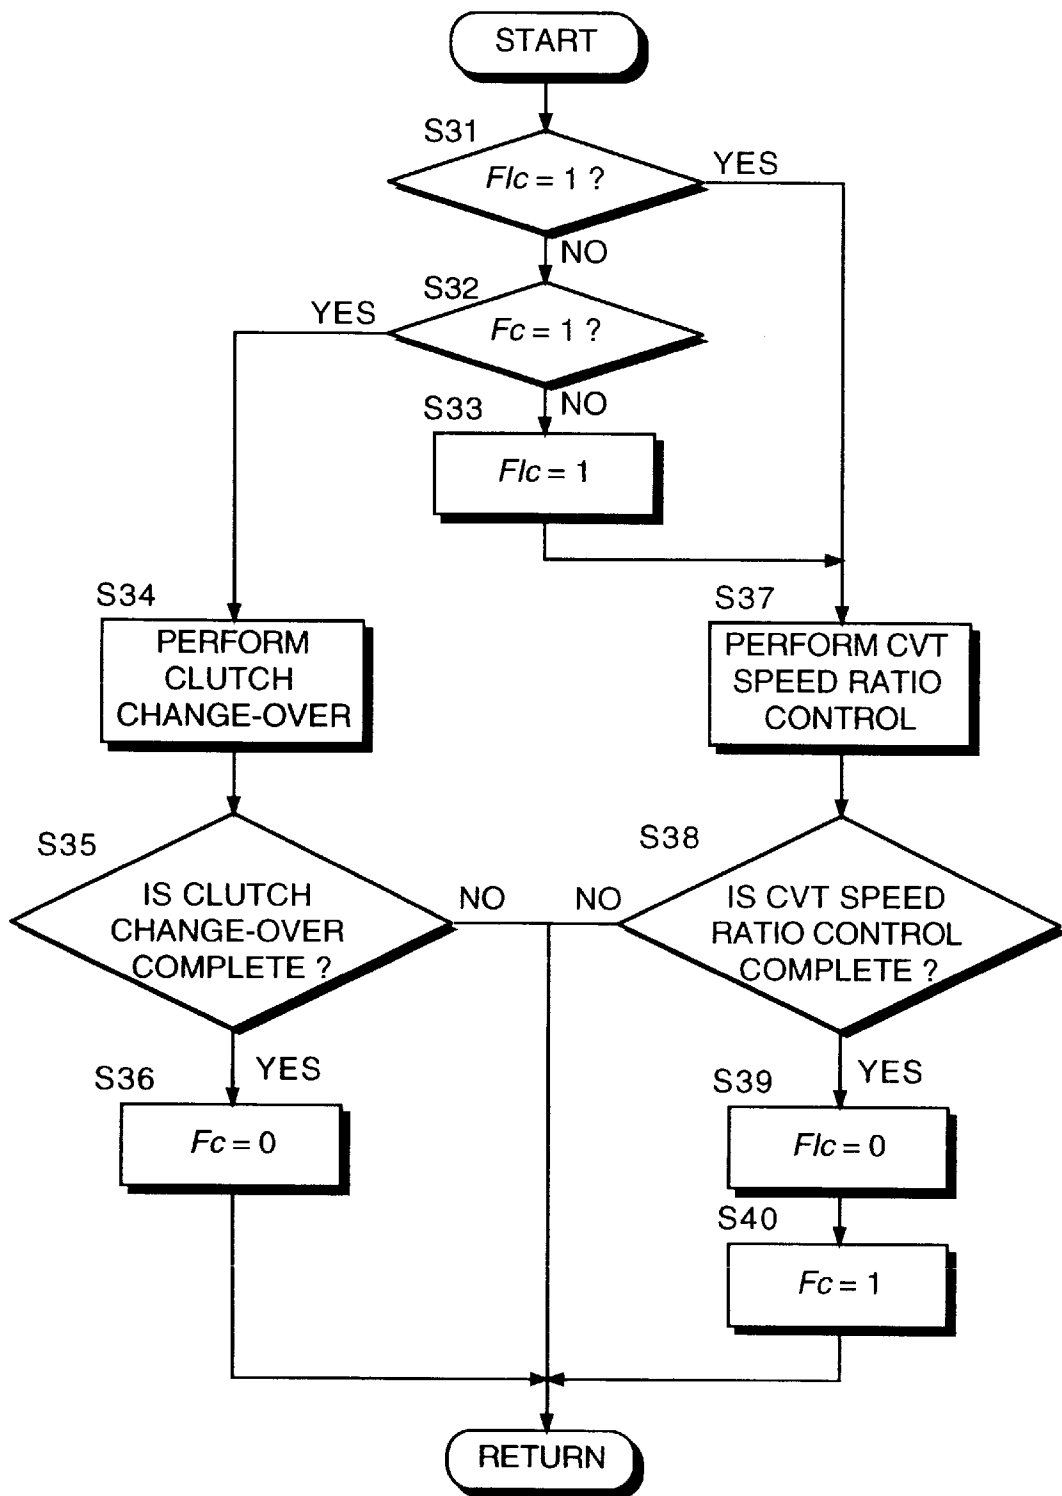 START
S31
Flc = 1 ?
YES
NO
S32
YES
Fc = 1 ?
NO
S33
Flc = 1
S34
PERFORM
CLUTCH
CHANGE-OVER
S37
PERFORM CVT
SPEED RATIO
CONTROL
S35
IS CLUTCH
CHANGE-OVER
COMPLETE ?
NO
NO
S38
IS CVT SPEED
RATIO CONTROL
COMPLETE ?
YES
S36
Fc = 0
YES
S39
Flc = 0
S40
Fc = 1
RETURN